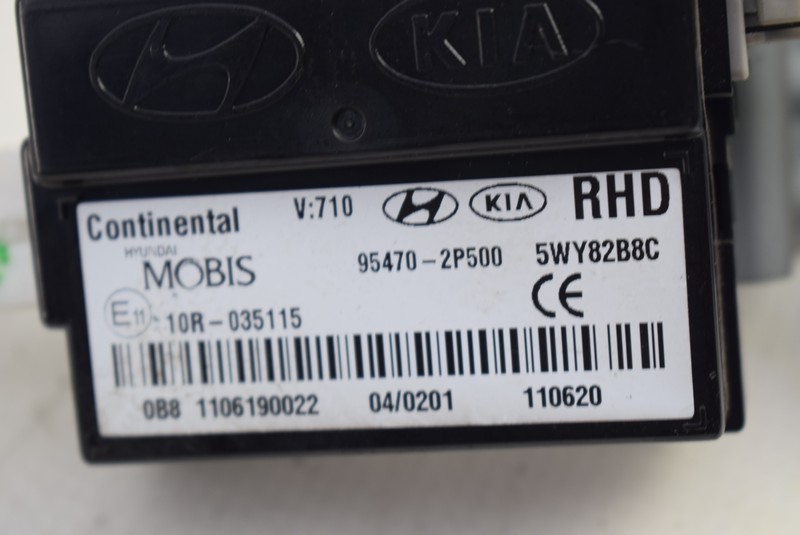 KIA
Continental V:710 KIA RHD
HYUNDAI
MOBIS 95470-2P500 5WY82B8C
CE
E11 10R-035115
0B8 1106190022 04/0201 110620